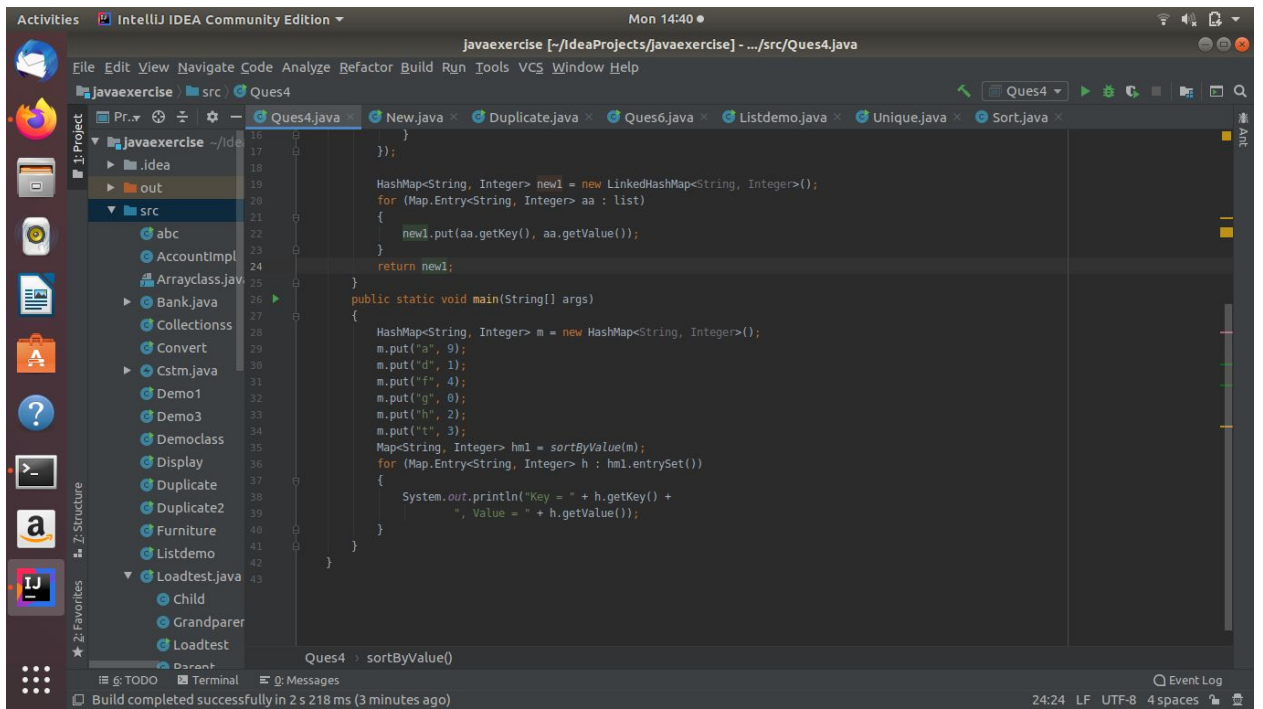 Activities IntelliJ IDEA Community Edition Mon 14:40
javaexercise [~/IdeaProjects/javaexercise] - .../src/Ques4.java
File Edit View Navigate Code Analyze Refactor Build Run Tools VCS Window Help
javaexercise src Ques4 Ques4
1: Project
Pr.. Ques4.java New.java Duplicate.java Ques6.java Listdemo.java Unique.java Sort.java
Ant
javaexercise ~/Ide
.idea
out
src
abc
AccountImpl
Arrayclass.jav
Bank.java
Collectionss
Convert
Cstm.java
Demo1
Demo3
Democlass
Display
Duplicate
Duplicate2
Furniture
Listdemo
Loadtest.java
Child
Grandparer
Loadtest
Parent
16 }
17 });
18
19 HashMap<String, Integer> new1 = new LinkedHashMap<String, Integer>();
20 for (Map.Entry<String, Integer> aa : list)
21 {
22 new1.put(aa.getKey(), aa.getValue());
23 }
24 return new1;
25 }
26 public static void main(String[] args)
27 {
28 HashMap<String, Integer> m = new HashMap<String, Integer>();
29 m.put("a", 9);
30 m.put("d", 1);
31 m.put("f", 4);
32 m.put("g", 0);
33 m.put("h", 2);
34 m.put("t", 3);
35 Map<String, Integer> hm1 = sortByValue(m);
36 for (Map.Entry<String, Integer> h : hm1.entrySet())
37 {
38 System.out.println("Key = " + h.getKey() +
39 ", Value = " + h.getValue());
40 }
41 }
42 }
43
Z: Structure
2: Favorites
Ques4 sortByValue()
6: TODO Terminal 0: Messages Event Log
Build completed successfully in 2 s 218 ms (3 minutes ago) 24:24 LF UTF-8 4 spaces